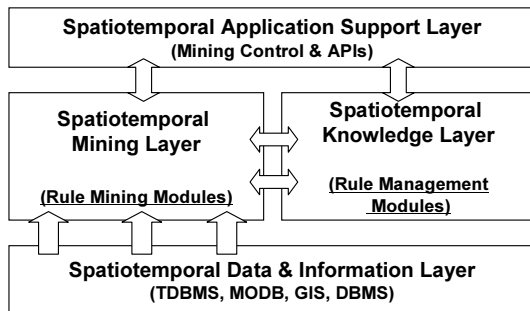 Spatiotemporal Application Support Layer
(Mining Control & APIs)
Spatiotemporal
Mining Layer
(Rule Mining Modules)
Spatiotemporal
Knowledge Layer
(Rule Management
Modules)
Spatiotemporal Data & Information Layer
(TDBMS, MODB, GIS, DBMS)